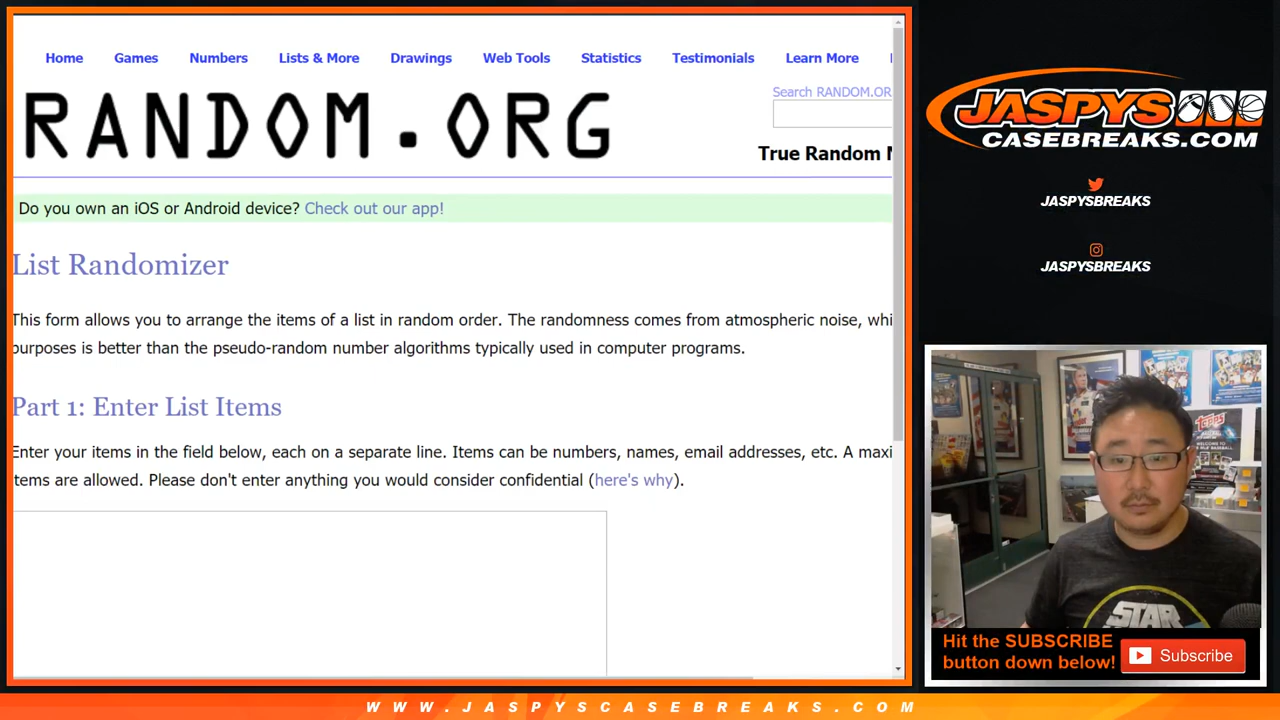 Home Games Numbers Lists & More Drawings Web Tools Statistics Testimonials Learn More
Search RANDOM.OR
RANDOM.ORG
True Random N
Do you own an iOS or Android device? Check out our app!
List Randomizer
This form allows you to arrange the items of a list in random order. The randomness comes from atmospheric noise, whi
purposes is better than the pseudo-random number algorithms typically used in computer programs.
Part 1: Enter List Items
Enter your items in the field below, each on a separate line. Items can be numbers, names, email addresses, etc. A maxi
items are allowed. Please don't enter anything you would consider confidential (here's why).
JASPYS
CASEBREAKS.COM
JASPYSBREAKS
JASPYSBREAKS
Topps
STAR
Hit the SUBSCRIBE
button down below!
Subscribe
WWW.JASPYSCASEBREAKS.COM